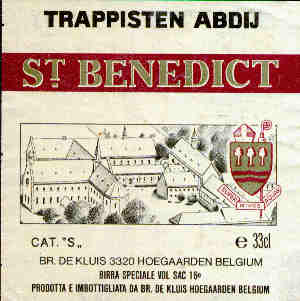 TRAPPISTEN ABDIJ
ST BENEDICT
CAT. "S„
e 33cl
BR. DE KLUIS 3320 HOEGAARDEN BELGIUM
BIRRA SPECIALE VOL SAC 16º
PRODOTTA E IMBOTTIGLIATA DA BR. DE KLUIS HOEGAARDEN BELGIUM